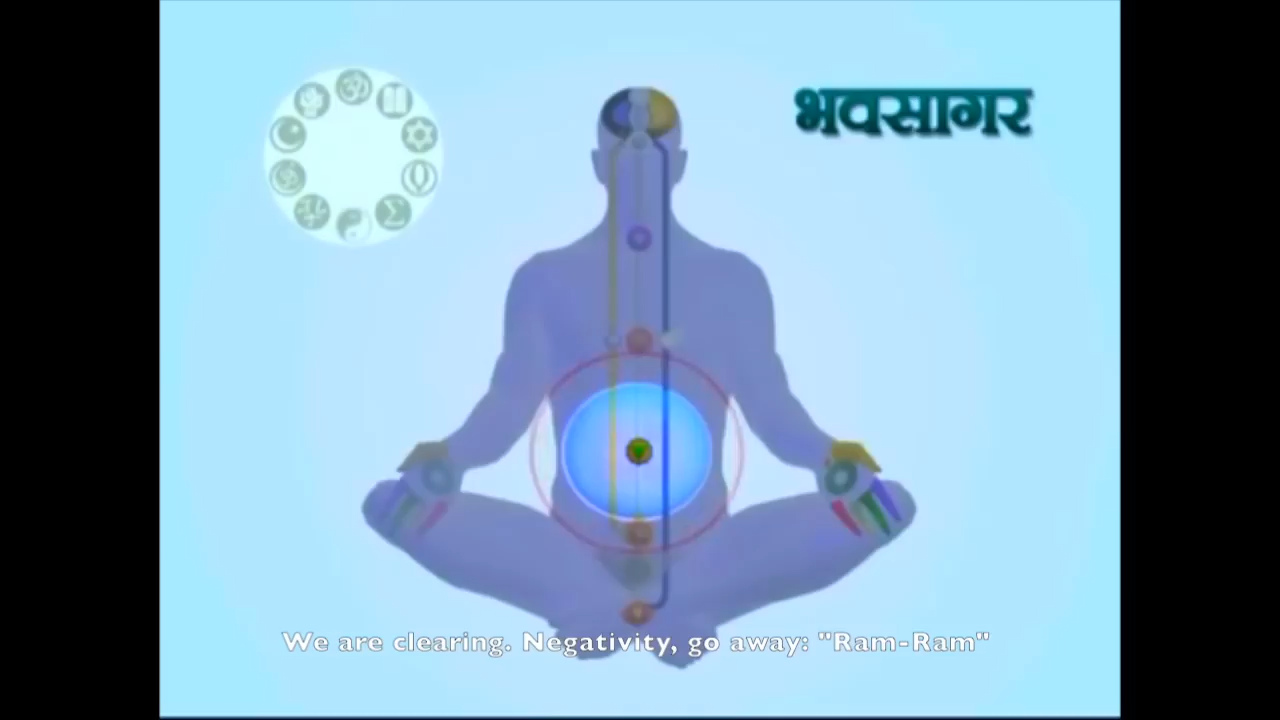 भवसागर
We are clearing. Negativity, go away: "Ram-Ram"